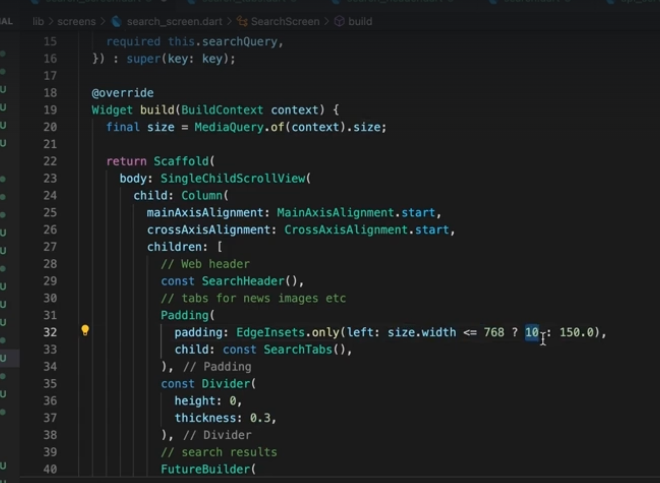 lib > screens > search_screen.dart > SearchScreen > build
15 required this.searchQuery,
16 }) : super(key: key);
17
18 @override
19 Widget build(BuildContext context) {
20 final size = MediaQuery.of(context).size;
21
22 return Scaffold(
23 body: SingleChildScrollView(
24 child: Column(
25 mainAxisAlignment: MainAxisAlignment.start,
26 crossAxisAlignment: CrossAxisAlignment.start,
27 children: [
28 // Web header
29 const SearchHeader(),
30 // tabs for news images etc
31 Padding(
32 padding: EdgeInsets.only(left: size.width <= 768 ? 10 : 150.0),
33 child: const SearchTabs(),
34 ), // Padding
35 const Divider(
36 height: 0,
37 thickness: 0.3,
38 ), // Divider
39 // search results
40 FutureBuilder(